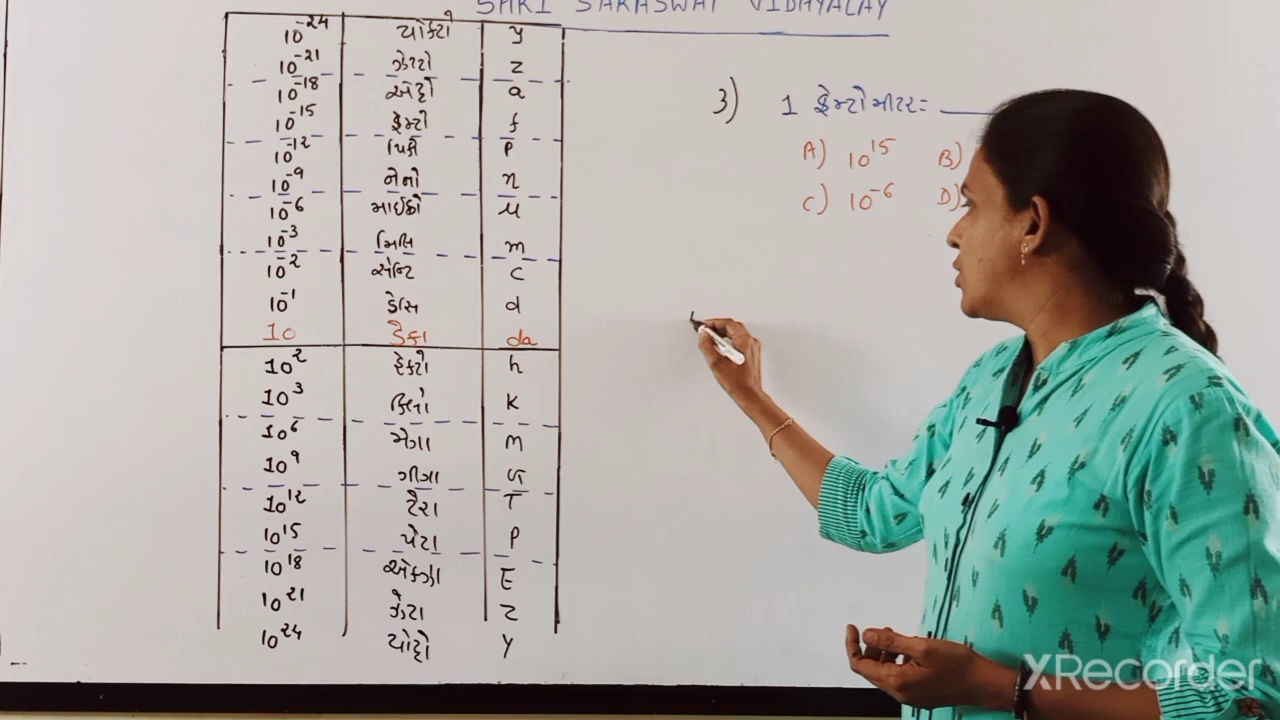 SHRI SARASWATI VIDHYALAY
10⁻²⁴ યોક્ટો y
10⁻²¹ ઝેપ્ટો z
10⁻¹⁸ એટ્ટો a
10⁻¹⁵ ફેમ્ટો f
10⁻¹² પિકો p
10⁻⁹ નેનો n
10⁻⁶ માઈક્રો μ
10⁻³ મિલિ m
10⁻² સેન્ટિ c
10⁻¹ ડેસિ d
10 ડેકા da
10² હેક્ટો h
10³ કિલો K
10⁶ મેગા M
10⁹ ગીગા G
10¹² ટેરા T
10¹⁵ પેટા P
10¹⁸ એક્ઝા E
10²¹ ઝેટા Z
10²⁴ યોટ્ટો Y
3) 1 ફેમ્ટોમીટર = ____
A) 10¹⁵ B)
C) 10⁻⁶ D)
XRecorder